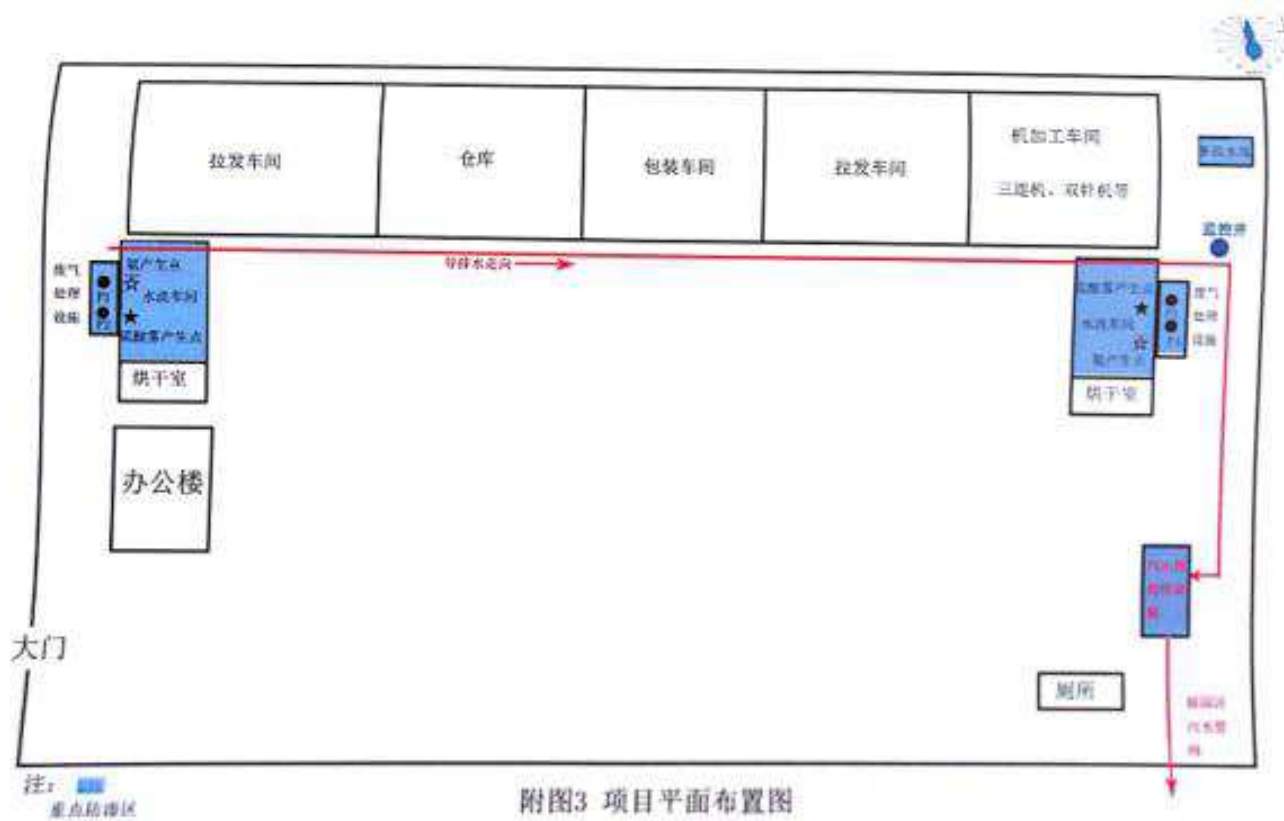 拉发车间
仓库
包装车间
拉发车间
机加工车间
三连机、双针机等
监控井
导排水走向
氨产生点
水洗车间
硫酸雾产生点
废气
处理
设施
P1
P2
烘干室
硫酸雾产生点
水洗车间
氨产生点
废气
处理
设施
烘干室
办公楼
大门
厕所
注:
重点防渗区
附图3 项目平面布置图